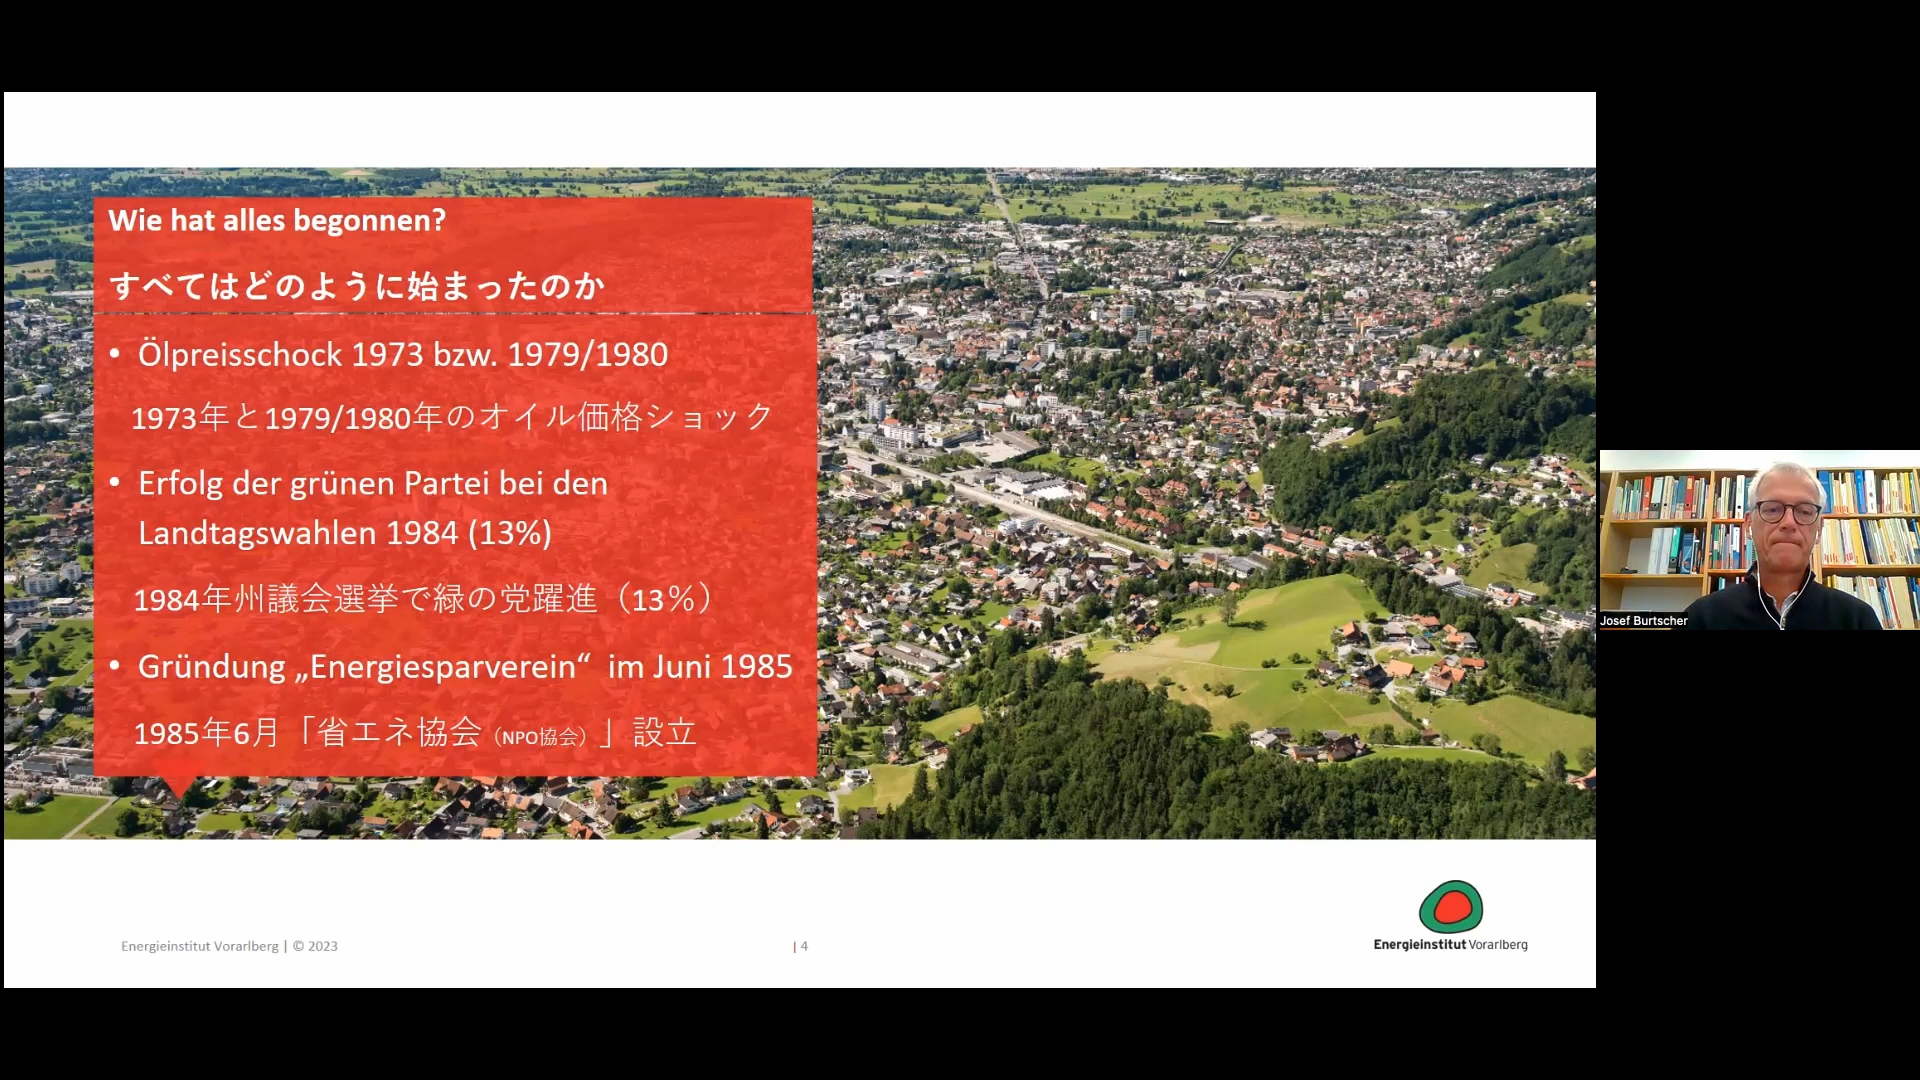 Wie hat alles begonnen?
すべてはどのように始まったのか
• Ölpreisschock 1973 bzw. 1979/1980
1973年と1979/1980年のオイル価格ショック
• Erfolg der grünen Partei bei den
Landtagswahlen 1984 (13%)
1984年州議会選挙で緑の党躍進（13％）
• Gründung „Energiesparverein“ im Juni 1985
1985年6月「省エネ協会（NPO協会）」設立
Josef Burtscher
Energieinstitut Vorarlberg | © 2023
| 4
Energieinstitut Vorarlberg